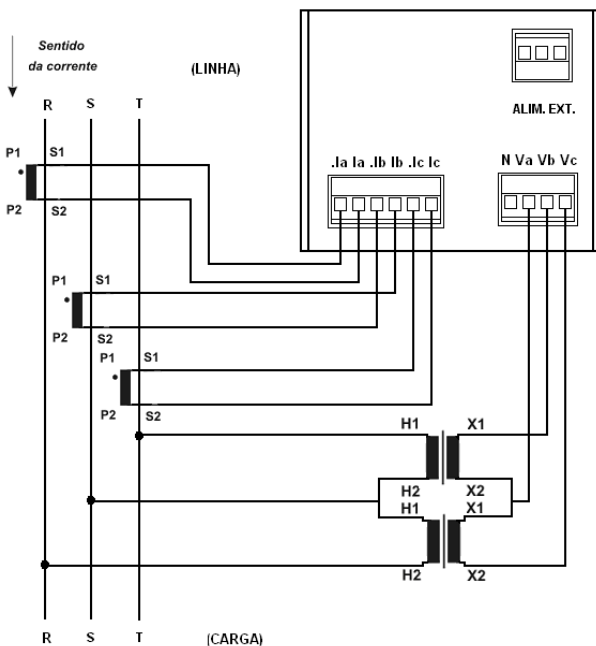 Sentido
da corrente
(LINHA)
R S T
ALIM. EXT.
.Ia Ia .Ib Ib .Ic Ic
N Va Vb Vc
P1 S1
P2 S2
P1 S1
P2 S2
P1 S1
P2 S2
H1 X1
H2 X2
H1 X1
H2 X2
R S T
(CARGA)